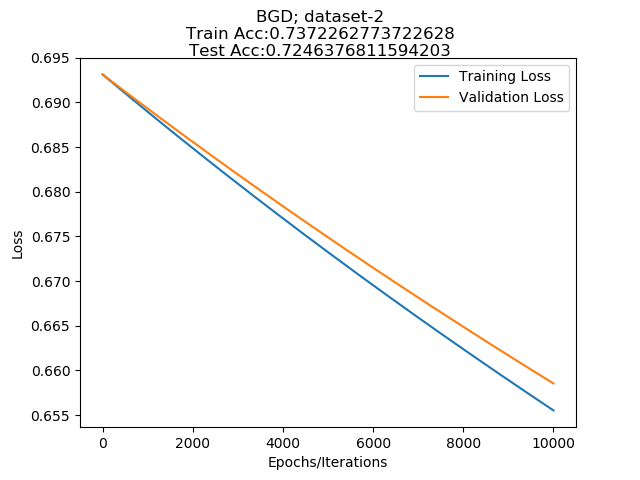 BGD; dataset-2
Train Acc:0.7372262773722628
Test Acc:0.7246376811594203
0.695
0.690
0.685
0.680
0.675
0.670
0.665
0.660
0.655
Loss
Training Loss
Validation Loss
0
2000
4000
6000
8000
10000
Epochs/Iterations